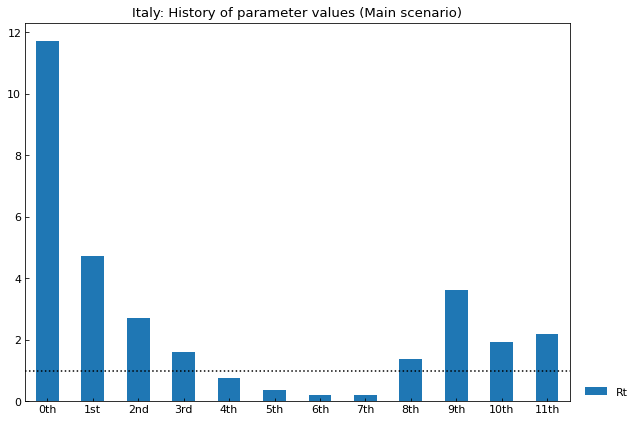 Italy: History of parameter values (Main scenario)
12
10
8
6
4
2
0
0th 1st 2nd 3rd 4th 5th 6th 7th 8th 9th 10th 11th
Rt